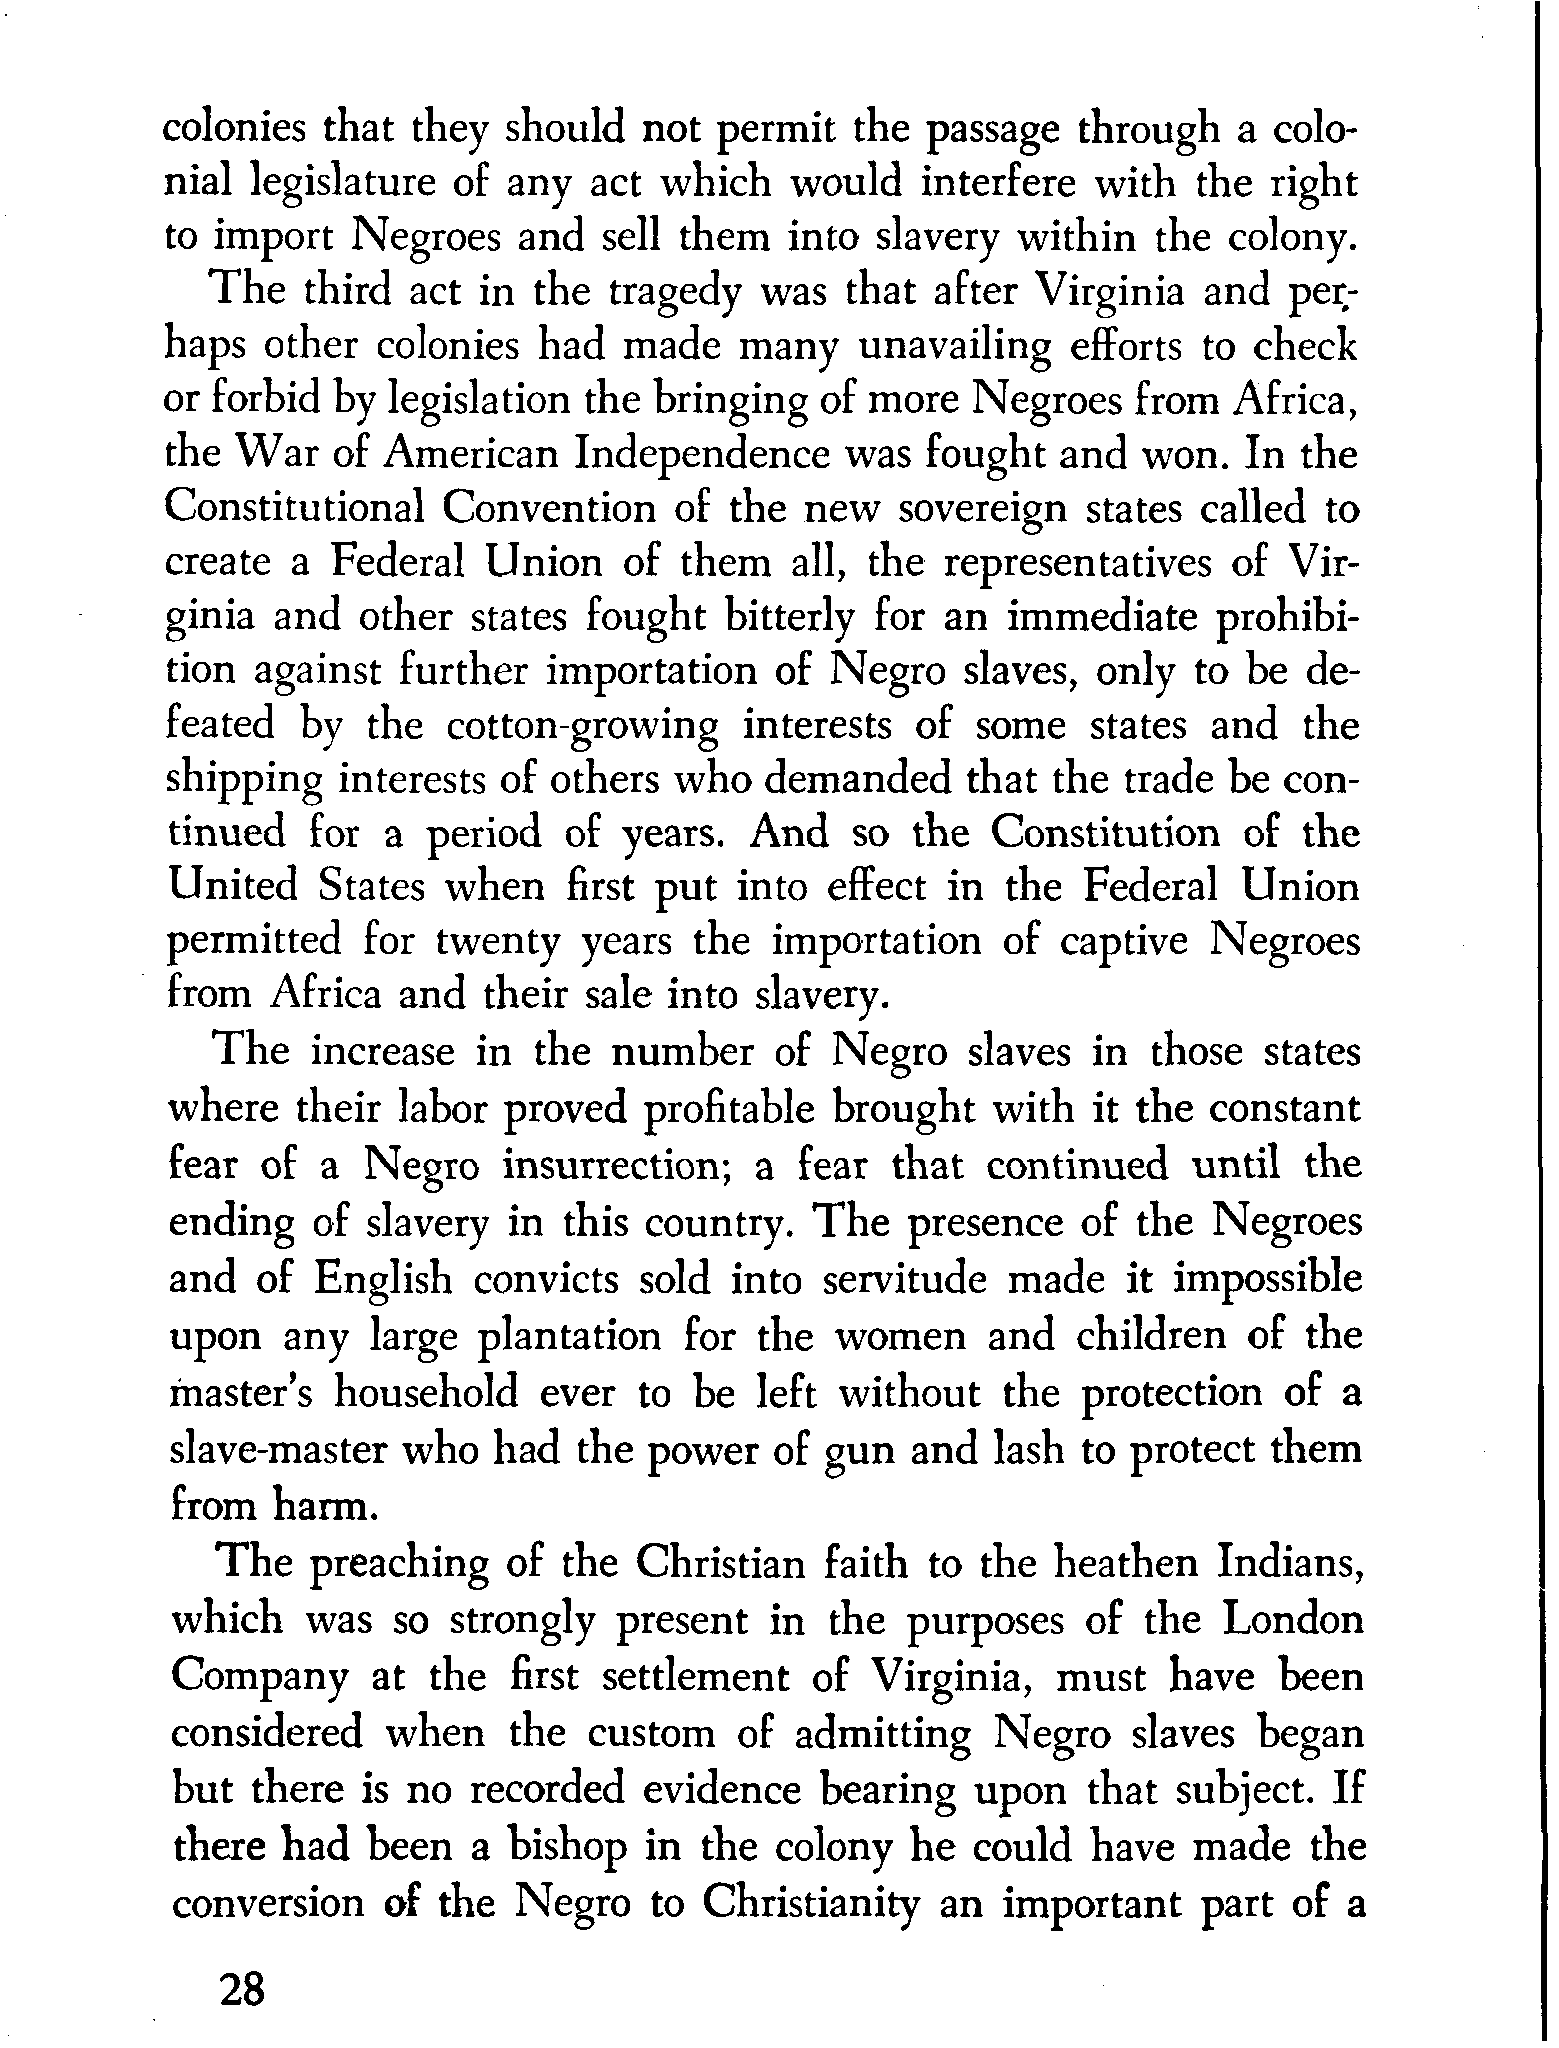 colonies that they should not permit the passage through a colo-
nial legislature of any act which would interfere with the right
to import Negroes and sell them into slavery within the colony.
The third act in the tragedy was that after Virginia and per-
haps other colonies had made many unavailing efforts to check
or forbid by legislation the bringing of more Negroes from Africa,
the War of American Independence was fought and won. In the
Constitutional Convention of the new sovereign states called to
create a Federal Union of them all, the representatives of Vir-
ginia and other states fought bitterly for an immediate prohibi-
tion against further importation of Negro slaves, only to be de-
feated by the cotton-growing interests of some states and the
shipping interests of others who demanded that the trade be con-
tinued for a period of years. And so the Constitution of the
United States when first put into effect in the Federal Union
permitted for twenty years the importation of captive Negroes
from Africa and their sale into slavery.
The increase in the number of Negro slaves in those states
where their labor proved profitable brought with it the constant
fear of a Negro insurrection; a fear that continued until the
ending of slavery in this country. The presence of the Negroes
and of English convicts sold into servitude made it impossible
upon any large plantation for the women and children of the
master's household ever to be left without the protection of a
slave-master who had the power of gun and lash to protect them
from harm.
The preaching of the Christian faith to the heathen Indians,
which was so strongly present in the purposes of the London
Company at the first settlement of Virginia, must have been
considered when the custom of admitting Negro slaves began
but there is no recorded evidence bearing upon that subject. If
there had been a bishop in the colony he could have made the
conversion of the Negro to Christianity an important part of a
28